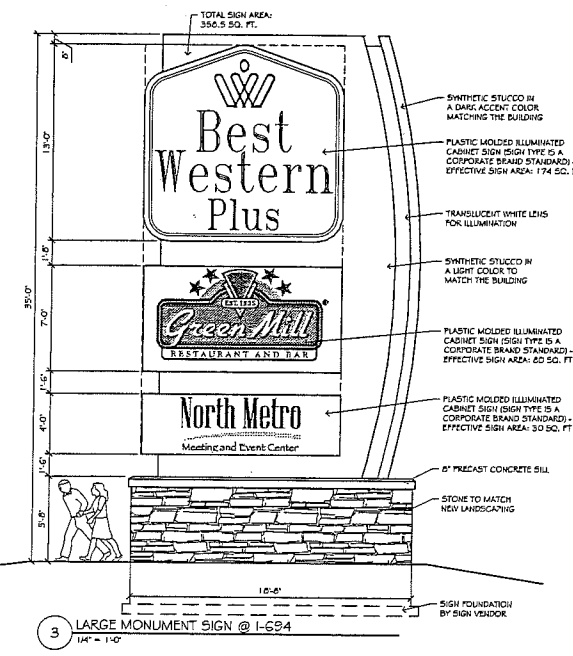 TOTAL SIGN AREA:
358.5 SQ. FT.
8"
13'-0"
1'-8"
35'-0"
7'-0"
1'-6"
4'-0"
1'-6"
5'-8"
Best
Western
Plus
EST. 1935
Green Mill
RESTAURANT AND BAR
North Metro
Meeting and Event Center
SYNTHETIC STUCCO IN
A DARK ACCENT COLOR
MATCHING THE BUILDING
PLASTIC MOLDED ILLUMINATED
CABINET SIGN (SIGN TYPE IS A
CORPORATE BRAND STANDARD) -
EFFECTIVE SIGN AREA: 174 SQ.
TRANSLUCENT WHITE LENS
FOR ILLUMINATION
SYNTHETIC STUCCO IN
A LIGHT COLOR TO
MATCH THE BUILDING
PLASTIC MOLDED ILLUMINATED
CABINET SIGN (SIGN TYPE IS A
CORPORATE BRAND STANDARD) -
EFFECTIVE SIGN AREA: 80 SQ. FT
PLASTIC MOLDED ILLUMINATED
CABINET SIGN (SIGN TYPE IS A
CORPORATE BRAND STANDARD) -
EFFECTIVE SIGN AREA: 30 SQ. FT
8" PRECAST CONCRETE SILL
STONE TO MATCH
NEW LANDSCAPING
18'-8"
SIGN FOUNDATION
BY SIGN VENDOR
3 LARGE MONUMENT SIGN @ I-694
1/4" = 1'-0"